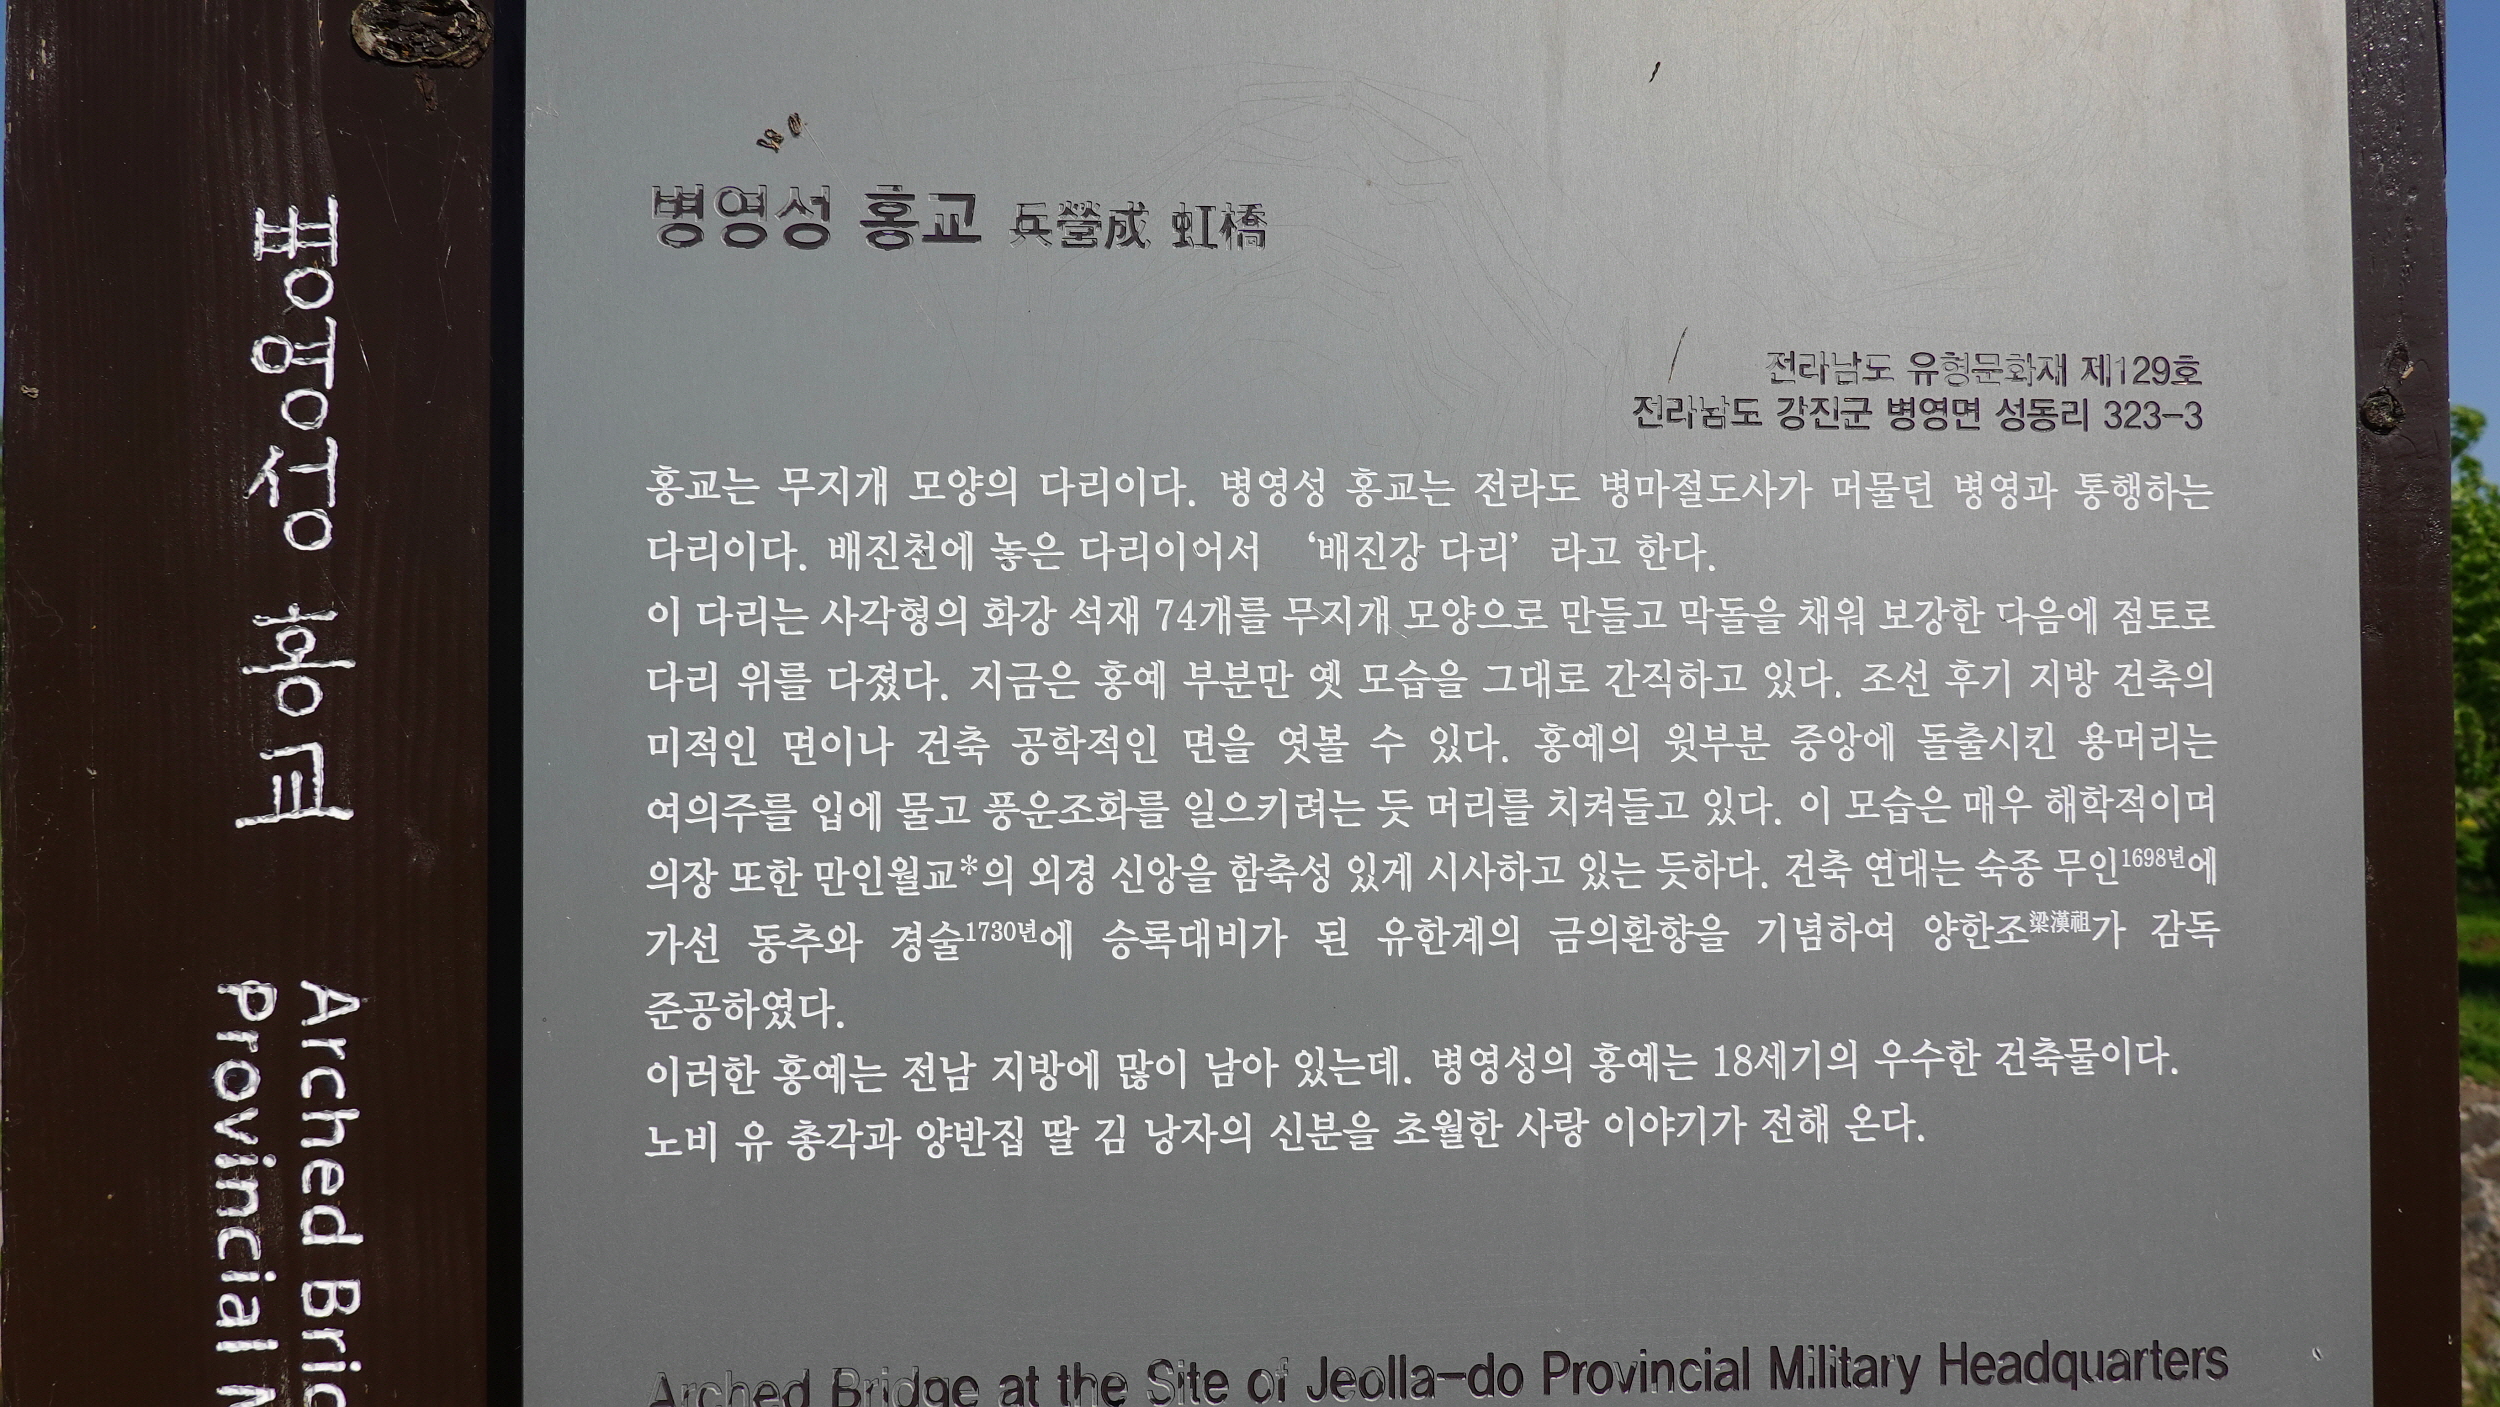 병영성 홍교
Arched Bri
Provincial M
병영성 홍교 兵營成 虹橋
전라남도 유형문화재 제129호
전라남도 강진군 병영면 성동리 323-3
홍교는 무지개 모양의 다리이다. 병영성 홍교는 전라도 병마절도사가 머물던 병영과 통행하는
다리이다. 배진천에 놓은 다리이어서 ‘배진강 다리’ 라고 한다.
이 다리는 사각형의 화강 석재 74개를 무지개 모양으로 만들고 막돌을 채워 보강한 다음에 점토로
다리 위를 다졌다. 지금은 홍예 부분만 옛 모습을 그대로 간직하고 있다. 조선 후기 지방 건축의
미적인 면이나 건축 공학적인 면을 엿볼 수 있다. 홍예의 윗부분 중앙에 돌출시킨 용머리는
여의주를 입에 물고 풍운조화를 일으키려는 듯 머리를 치켜들고 있다. 이 모습은 매우 해학적이며
의장 또한 만인월교*의 외경 신앙을 함축성 있게 시사하고 있는 듯하다. 건축 연대는 숙종 무인1698년에
가선 동추와 경술1730년에 승록대비가 된 유한계의 금의환향을 기념하여 양한조梁漢祖가 감독
준공하였다.
이러한 홍예는 전남 지방에 많이 남아 있는데. 병영성의 홍예는 18세기의 우수한 건축물이다.
노비 유 총각과 양반집 딸 김 낭자의 신분을 초월한 사랑 이야기가 전해 온다.
Arched Bridge at the Site of Jeolla-do Provincial Military Headquarters